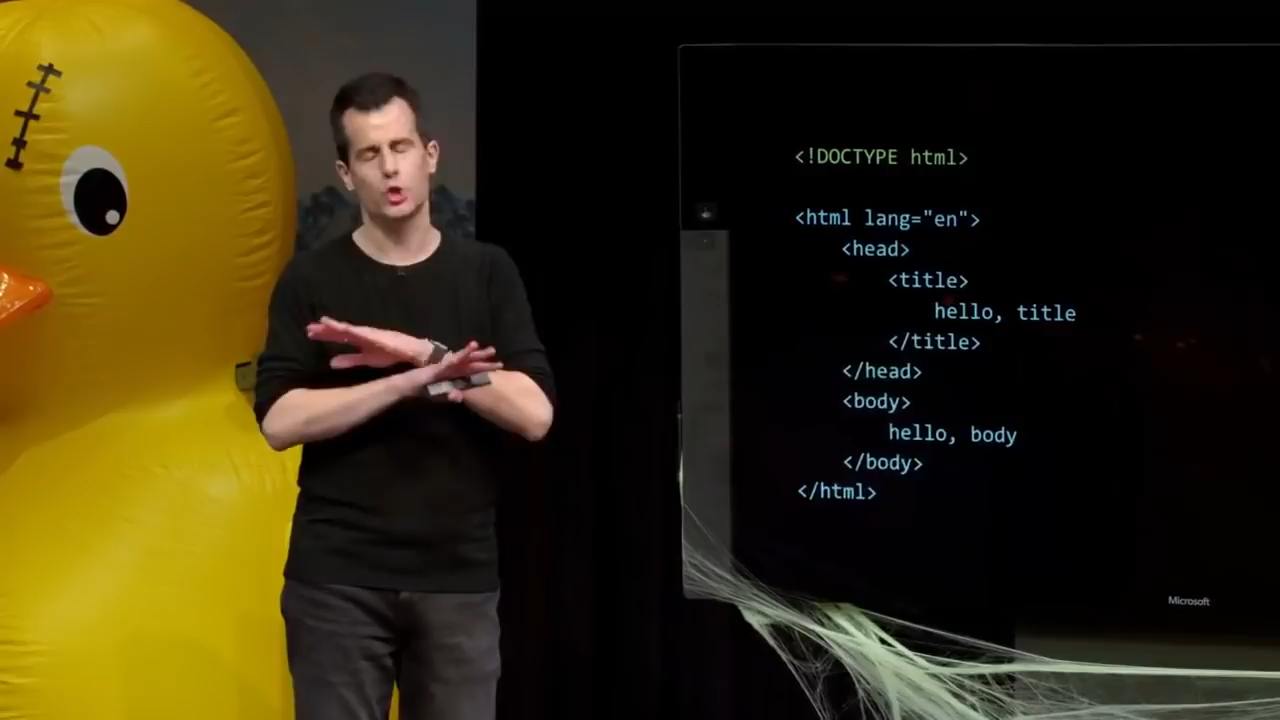 <!DOCTYPE html>
<html lang="en">
<head>
<title>
hello, title
</title>
</head>
<body>
hello, body
</body>
</html>
Microsoft